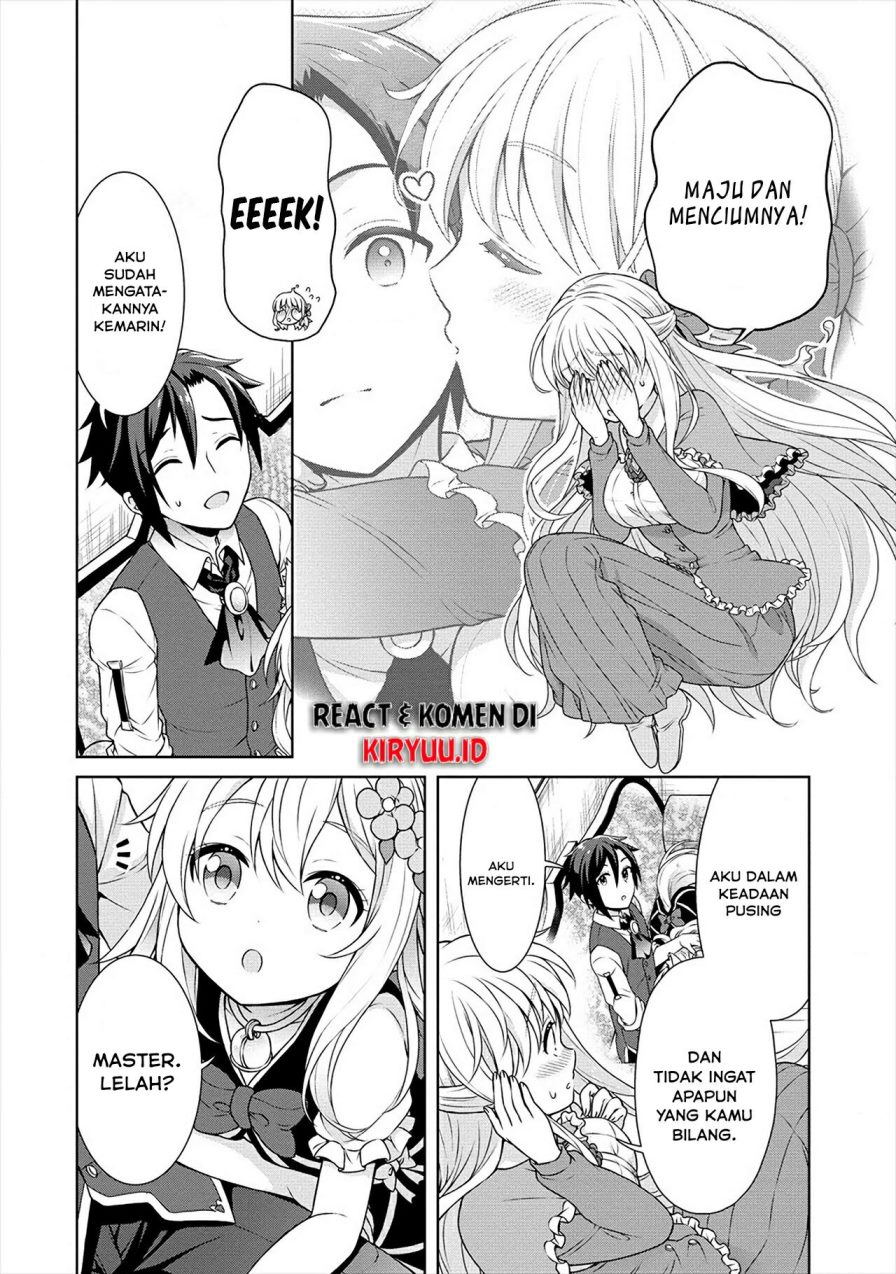 MAJU DAN
MENCIUMNYA!
EEEEK!
AKU
SUDAH
MENGATA-
KANNYA
KEMARIN!
REACT & KOMEN DI
KIRYUU.ID
AKU DALAM
KEADAAN
PUSING
AKU
MENGERTI.
DAN
TIDAK INGAT
APAPUN
YANG KAMU
BILANG.
MASTER.
LELAH?